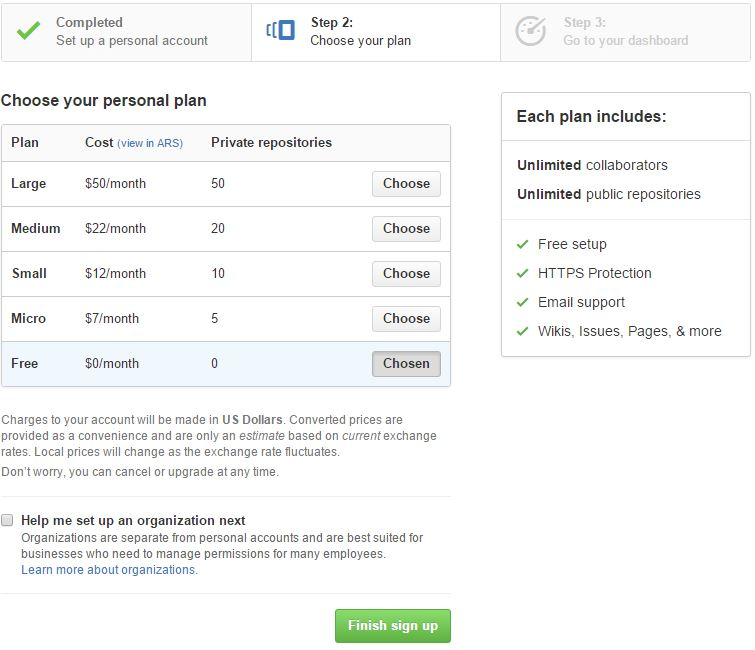 Completed
Set up a personal account
Step 2:
Choose your plan
Step 3:
Go to your dashboard
Choose your personal plan
Plan Cost (view in ARS) Private repositories
Large $50/month 50 Choose
Medium $22/month 20 Choose
Small $12/month 10 Choose
Micro $7/month 5 Choose
Free $0/month 0 Chosen
Charges to your account will be made in US Dollars. Converted prices are
provided as a convenience and are only an estimate based on current exchange
rates. Local prices will change as the exchange rate fluctuates.
Don't worry, you can cancel or upgrade at any time.
Help me set up an organization next
Organizations are separate from personal accounts and are best suited for
businesses who need to manage permissions for many employees.
Learn more about organizations.
Finish sign up
Each plan includes:
Unlimited collaborators
Unlimited public repositories
Free setup
HTTPS Protection
Email support
Wikis, Issues, Pages, & more